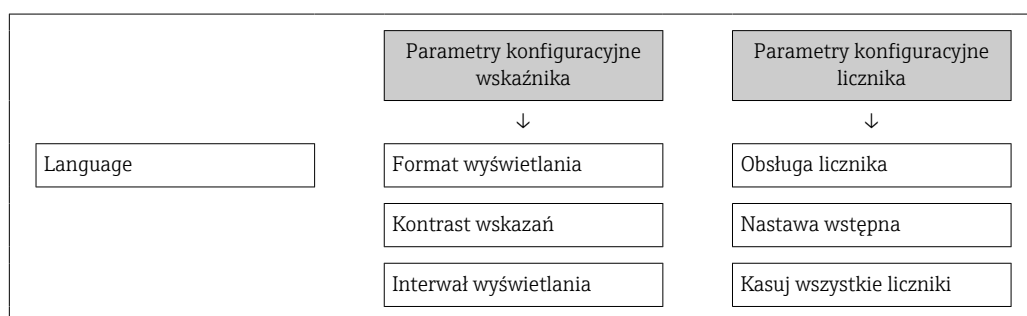 Parametry konfiguracyjne
wskaźnika
Parametry konfiguracyjne
licznika
↓
↓
Language
Format wyświetlania
Obsługa licznika
Kontrast wskazań
Nastawa wstępna
Interwał wyświetlania
Kasuj wszystkie liczniki